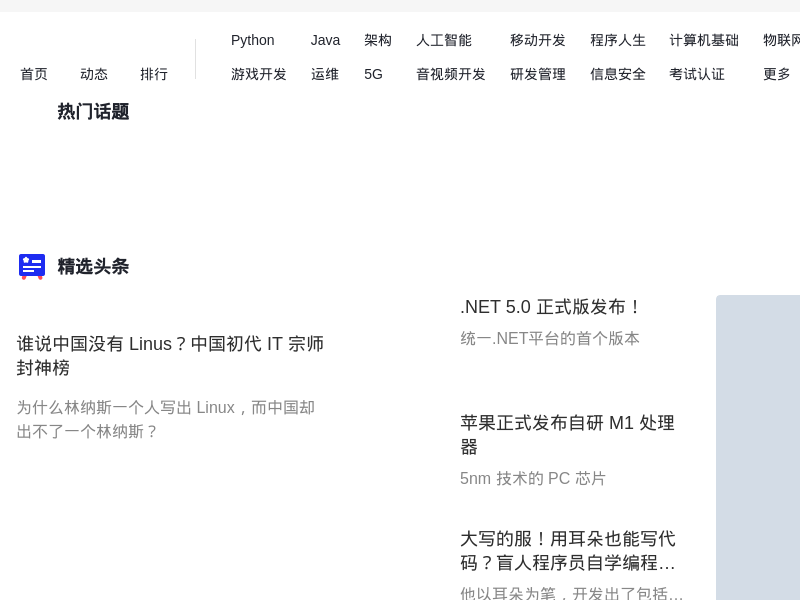 Python Java 架构 人工智能 移动开发 程序人生 计算机基础 物联网
首页 动态 排行 游戏开发 运维 5G 音视频开发 研发管理 信息安全 考试认证 更多
热门话题
精选头条
谁说中国没有 Linus？中国初代 IT 宗师
封神榜
为什么林纳斯一个人写出 Linux，而中国却
出不了一个林纳斯？
.NET 5.0 正式版发布！
统一.NET平台的首个版本
苹果正式发布自研 M1 处理
器
5nm 技术的 PC 芯片
大写的服！用耳朵也能写代
码？盲人程序员自学编程…
他以耳朵为笔，开发出了包括…